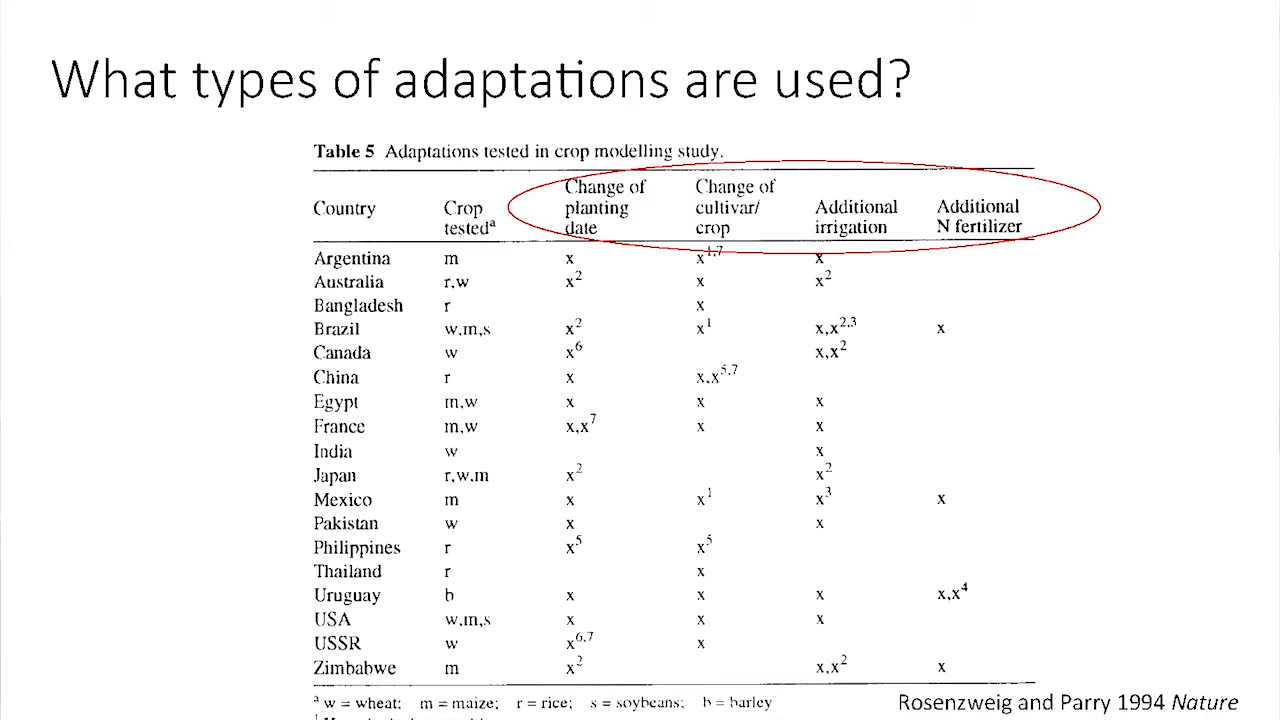 What types of adaptations are used?
Table 5 Adaptations tested in crop modelling study.
Country Crop tested^a Change of planting date Change of cultivar/ crop Additional irrigation Additional N fertilizer
Argentina m x x^1,7 x
Australia r,w x^2 x x^2
Bangladesh r x
Brazil w,m,s x^2 x^1 x,x^2,3 x
Canada w x^6 x,x^2
China r x x,x^5,7
Egypt m,w x x x
France m,w x,x^7 x x
India w x
Japan r,w,m x^2 x^2
Mexico m x x^1 x^3 x
Pakistan w x x
Philippines r x^5 x^5
Thailand r x
Uruguay b x x x x,x^4
USA w,m,s x x x
USSR w x^6,7 x
Zimbabwe m x^2 x,x^2 x
^a w = wheat; m = maize; r = rice; s = soybeans; b = barley
Rosenzweig and Parry 1994 Nature